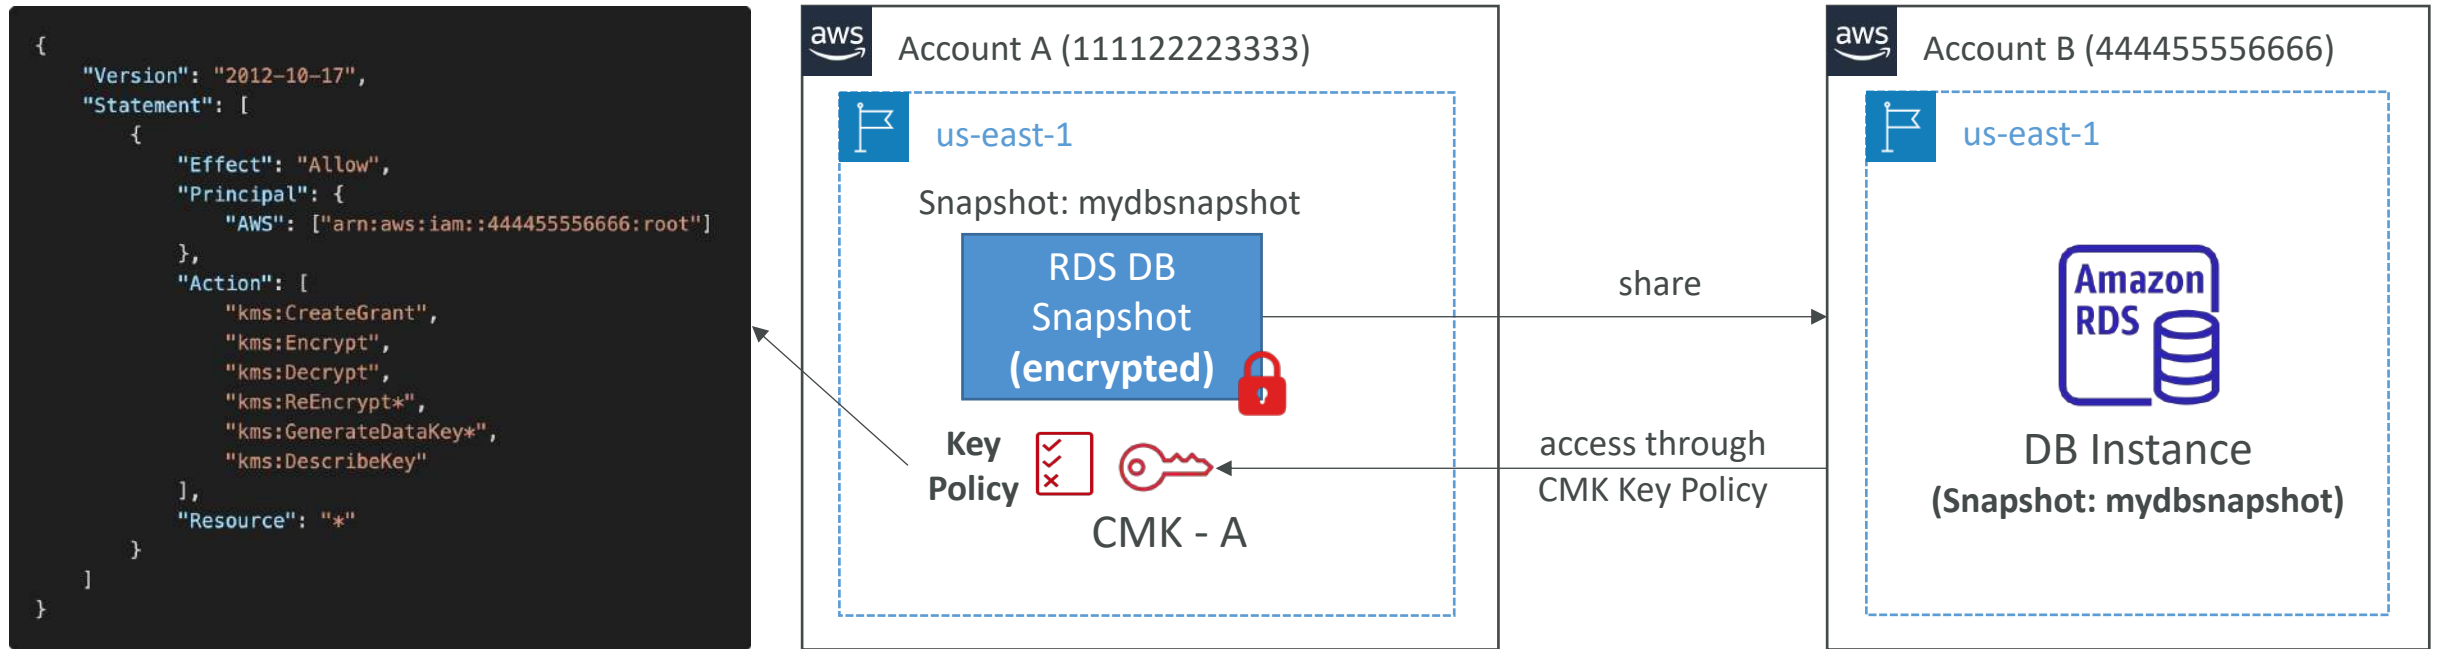 {
    "Version": "2012-10-17",
    "Statement": [
        {
            "Effect": "Allow",
            "Principal": {
                "AWS": ["arn:aws:iam::444455556666:root"]
            },
            "Action": [
                "kms:CreateGrant",
                "kms:Encrypt",
                "kms:Decrypt",
                "kms:ReEncrypt*",
                "kms:GenerateDataKey*",
                "kms:DescribeKey"
            ],
            "Resource": "*"
        }
    ]
}
aws
Account A (111122223333)
us-east-1
Snapshot: mydbsnapshot
RDS DB
Snapshot
(encrypted)
Key
Policy
CMK - A
share
access through
CMK Key Policy
aws
Account B (444455556666)
us-east-1
Amazon
RDS
DB Instance
(Snapshot: mydbsnapshot)